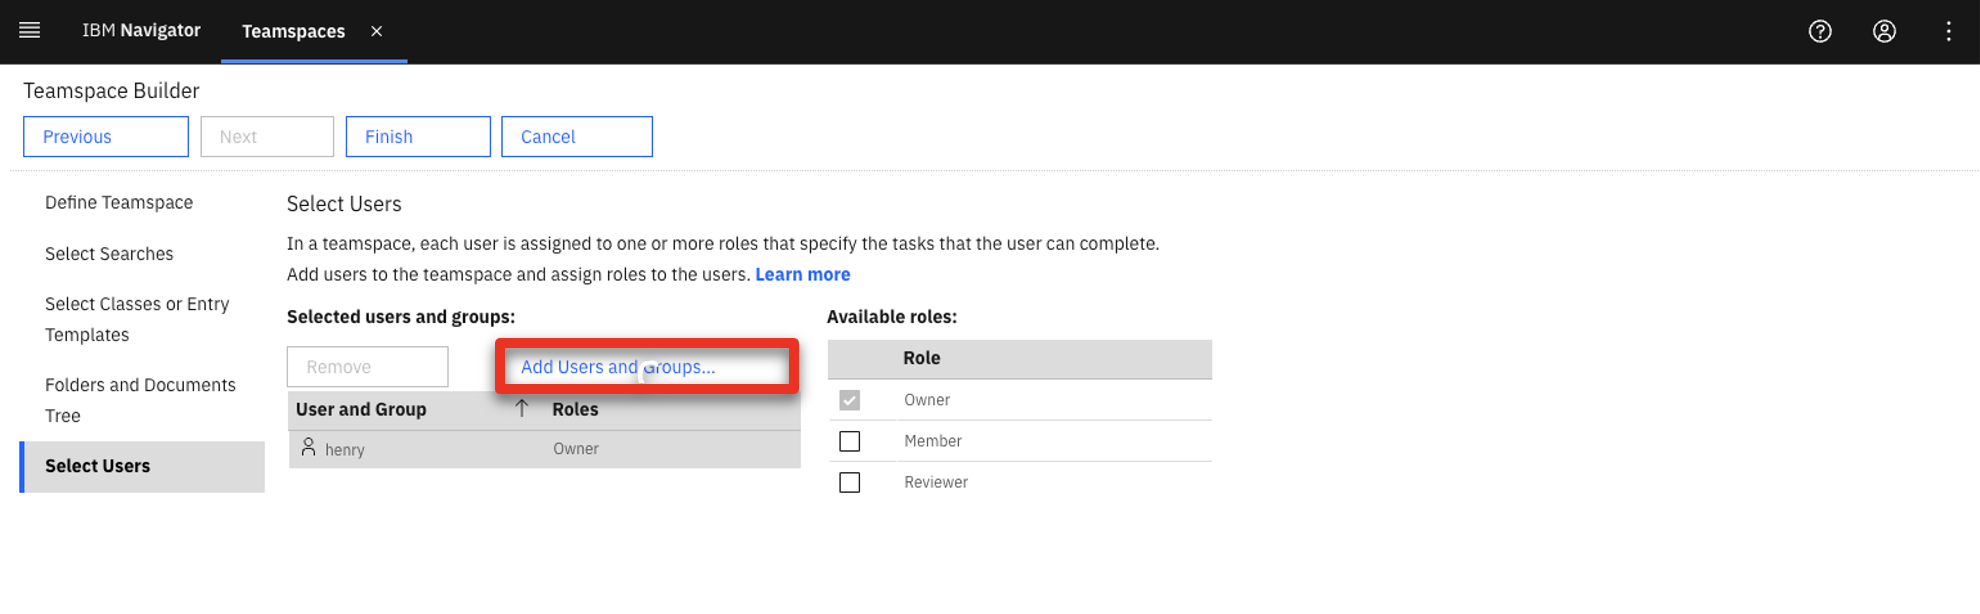 IBM Navigator
Teamspaces
Teamspace Builder
Previous
Next
Finish
Cancel
Define Teamspace
Select Searches
Select Classes or Entry
Templates
Folders and Documents
Tree
Select Users
Select Users
In a teamspace, each user is assigned to one or more roles that specify the tasks that the user can complete.
Add users to the teamspace and assign roles to the users. Learn more
Selected users and groups:
Remove
Add Users and Groups...
User and Group
Roles
henry
Owner
Available roles:
Role
Owner
Member
Reviewer